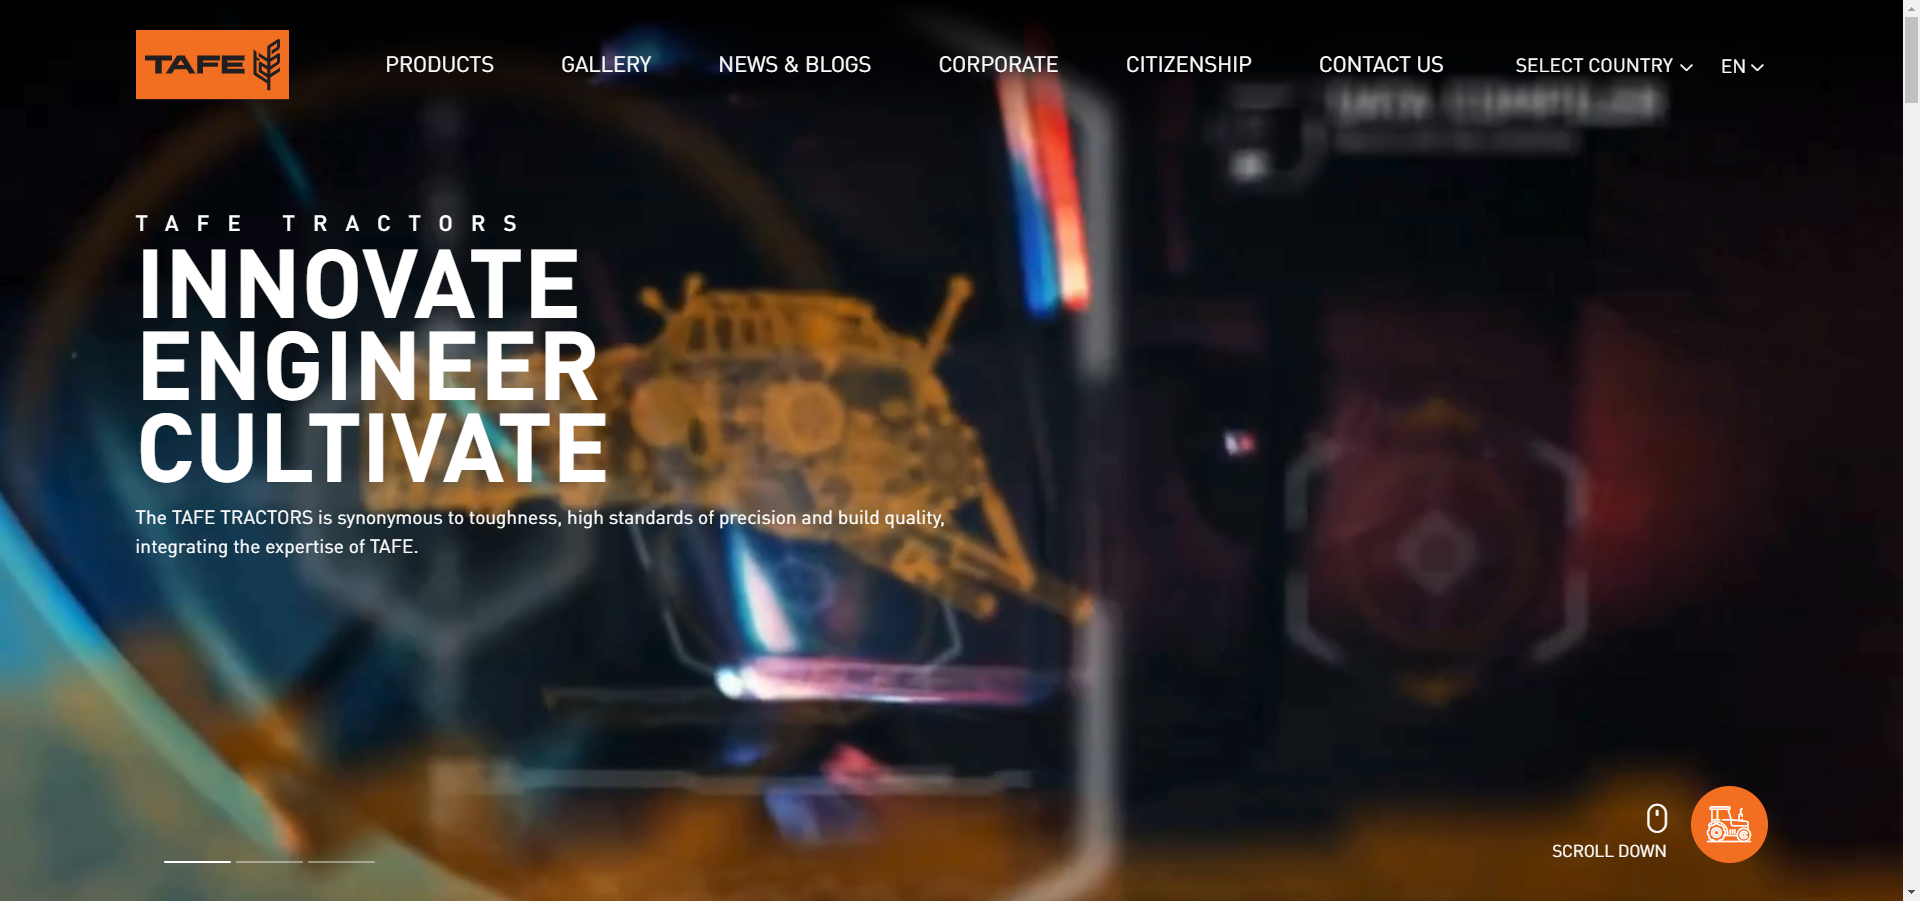 TAFE
PRODUCTS
GALLERY
NEWS & BLOGS
CORPORATE
CITIZENSHIP
CONTACT US
SELECT COUNTRY
EN
TAFE TRACTORS
INNOVATE
ENGINEER
CULTIVATE
The TAFE TRACTORS is synonymous to toughness, high standards of precision and build quality,
integrating the expertise of TAFE.
SCROLL DOWN